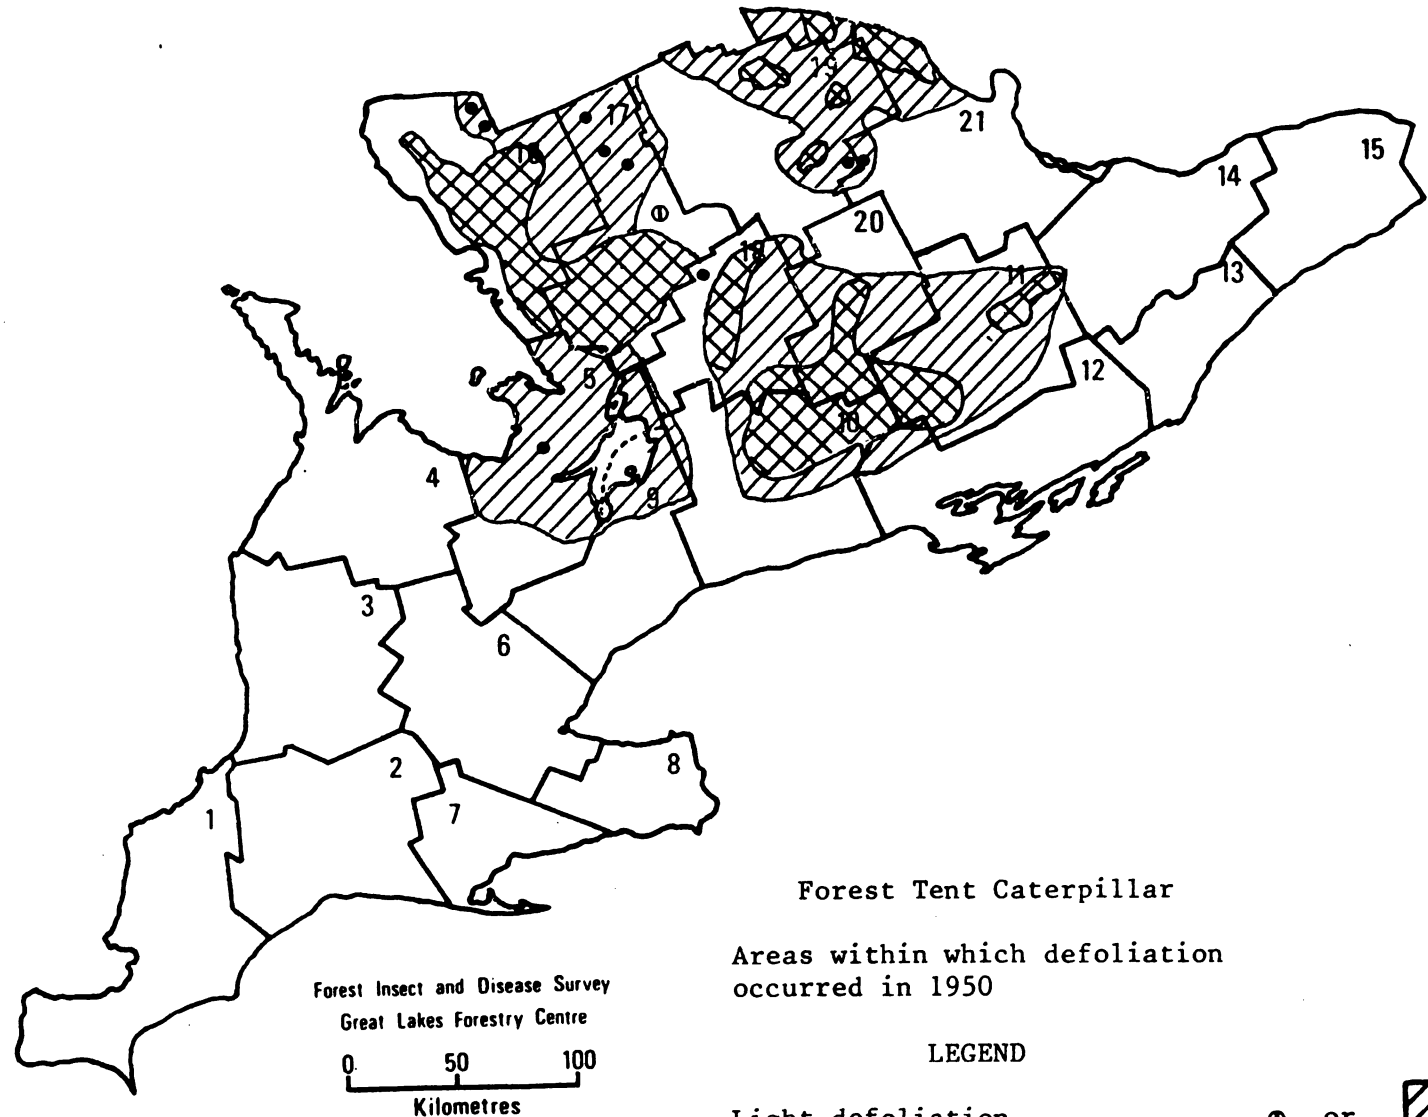 17
19
21
15
14
16
20
18
11
13
5
12
10
4
9
3
6
2
8
1
7
Forest Tent Caterpillar
Areas within which defoliation
occurred in 1950
Forest Insect and Disease Survey
Great Lakes Forestry Centre
0 50 100
Kilometres
LEGEND
Light defoliation
or